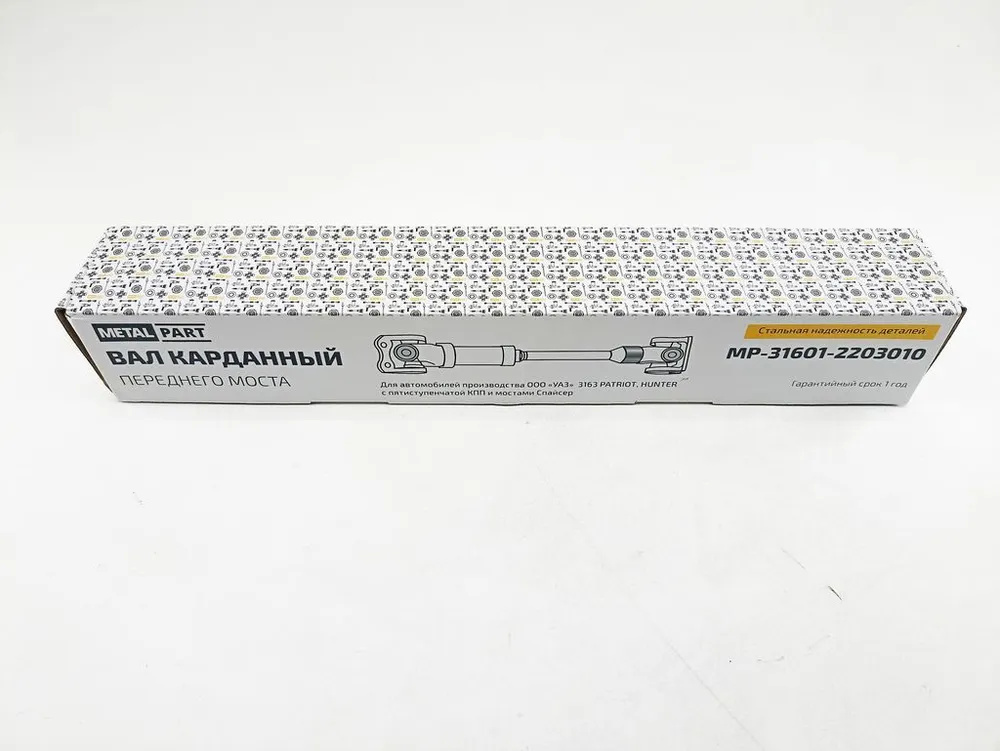 METAL PART
ВАЛ КАРДАННЫЙ
ПЕРЕДНЕГО МОСТА
Для автомобилей производства ООО «УАЗ» 3163 PATRIOT, HUNTER
с пятиступенчатой КПП и мостами Спайсер
Стальная надежность деталей
MP-31601-2203010
Гарантийный срок 1 год